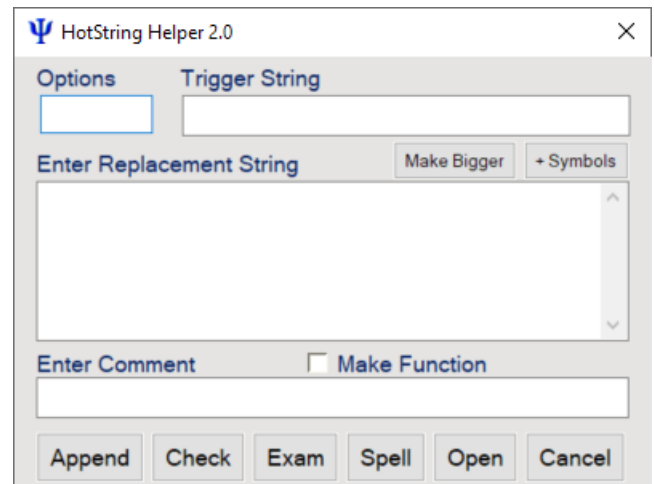 HotString Helper 2.0
Options Trigger String
Enter Replacement String Make Bigger + Symbols
Enter Comment Make Function
Append Check Exam Spell Open Cancel